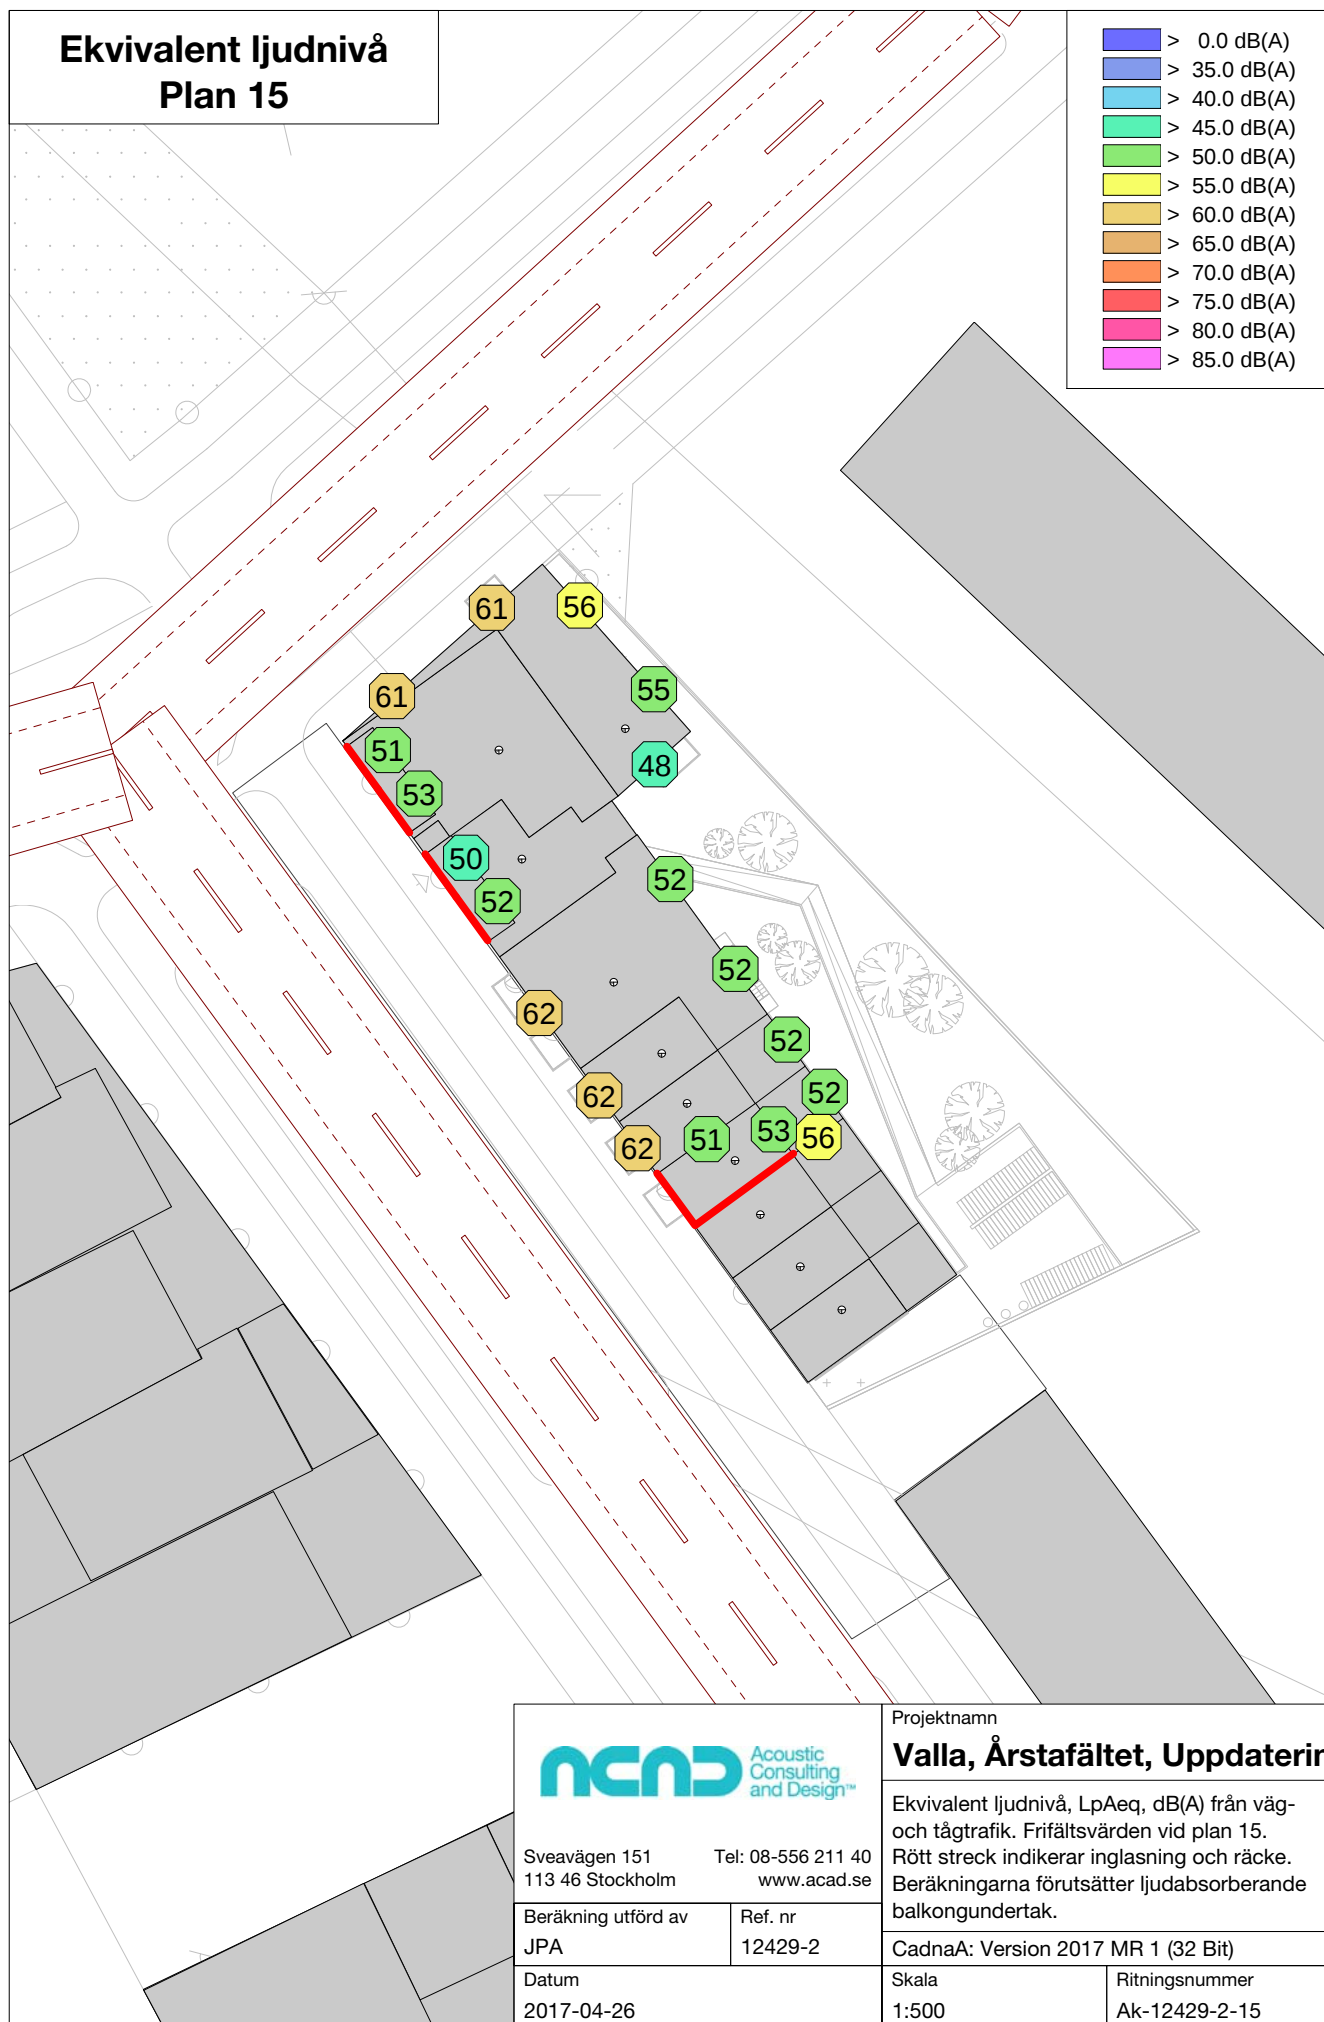 Ekvivalent ljudnivå
Plan 15
> 0.0 dB(A)
> 35.0 dB(A)
> 40.0 dB(A)
> 45.0 dB(A)
> 50.0 dB(A)
> 55.0 dB(A)
> 60.0 dB(A)
> 65.0 dB(A)
> 70.0 dB(A)
> 75.0 dB(A)
> 80.0 dB(A)
> 85.0 dB(A)
61
56
61
55
51
48
53
50
52
52
52
62
52
62
52
53
51
56
62
acad
Acoustic
Consulting
and Design™
Sveavägen 151
113 46 Stockholm
Tel: 08-556 211 40
www.acad.se
Beräkning utförd av
JPA
Ref. nr
12429-2
Datum
2017-04-26
Projektnamn
Valla, Årstafältet, Uppdaterin
Ekvivalent ljudnivå, LpAeq, dB(A) från väg-
och tågtrafik. Frifältsvärden vid plan 15.
Rött streck indikerar inglasning och räcke.
Beräkningarna förutsätter ljudabsorberande
balkongundertak.
CadnaA: Version 2017 MR 1 (32 Bit)
Skala
1:500
Ritningsnummer
Ak-12429-2-15